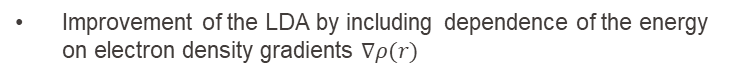 • Improvement of the LDA by including dependence of the energy
on electron density gradients ∇𝜌(𝑟)